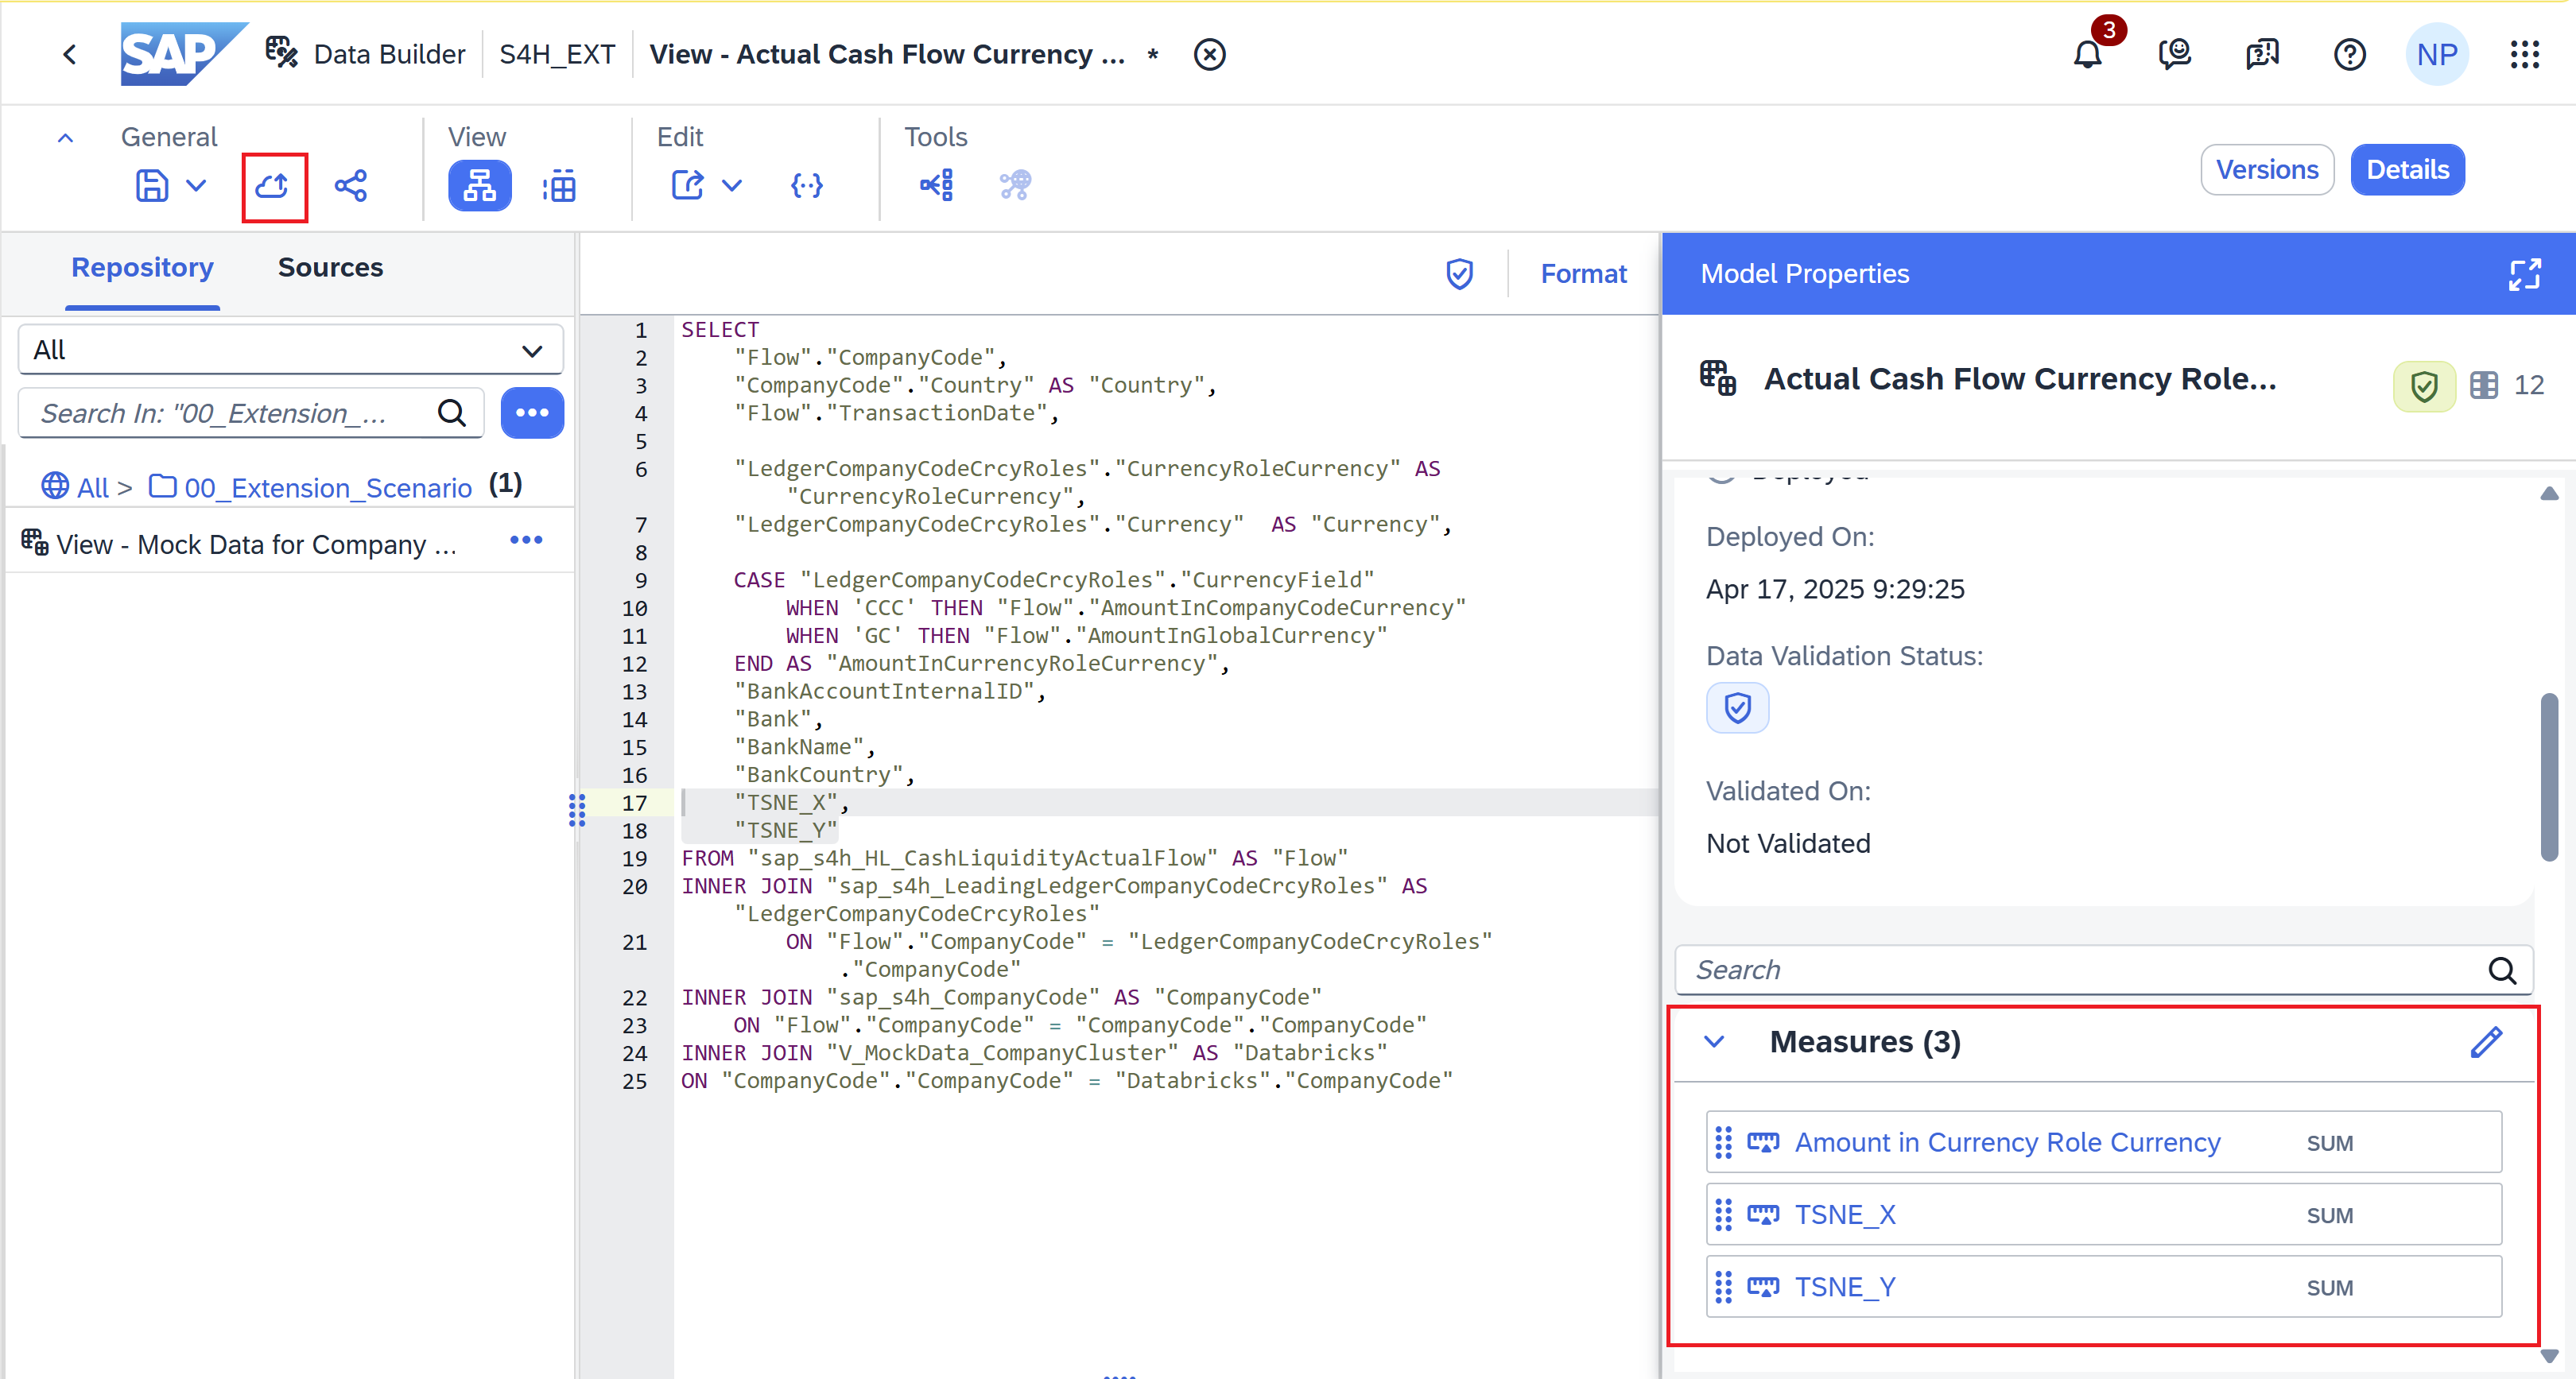 SAP Data Builder S4H_EXT View - Actual Cash Flow Currency ... * 3 NP
General View Edit Tools
Versions Details
Repository Sources
All
Search In: "00_Extension_...
All > 00_Extension_Scenario (1)
View - Mock Data for Company ...
Format
1 SELECT
2 "Flow"."CompanyCode",
3 "CompanyCode"."Country" AS "Country",
4 "Flow"."TransactionDate",
5
6 "LedgerCompanyCodeCrcyRoles"."CurrencyRoleCurrency" AS
"CurrencyRoleCurrency",
7 "LedgerCompanyCodeCrcyRoles"."Currency"  AS "Currency",
8
9 CASE "LedgerCompanyCodeCrcyRoles"."CurrencyField"
10 WHEN 'CCC' THEN "Flow"."AmountInCompanyCodeCurrency"
11 WHEN 'GC' THEN "Flow"."AmountInGlobalCurrency"
12 END AS "AmountInCurrencyRoleCurrency",
13 "BankAccountInternalID",
14 "Bank",
15 "BankName",
16 "BankCountry",
17 "TSNE_X",
18 "TSNE_Y"
19 FROM "sap_s4h_HL_CashLiquidityActualFlow" AS "Flow"
20 INNER JOIN "sap_s4h_LeadingLedgerCompanyCodeCrcyRoles" AS
"LedgerCompanyCodeCrcyRoles"
21 ON "Flow"."CompanyCode" = "LedgerCompanyCodeCrcyRoles"
."CompanyCode"
22 INNER JOIN "sap_s4h_CompanyCode" AS "CompanyCode"
23 ON "Flow"."CompanyCode" = "CompanyCode"."CompanyCode"
24 INNER JOIN "V_MockData_CompanyCluster" AS "Databricks"
25 ON "CompanyCode"."CompanyCode" = "Databricks"."CompanyCode"
Model Properties
Actual Cash Flow Currency Role... 12
Deployed
Deployed On:
Apr 17, 2025 9:29:25
Data Validation Status:
Validated On:
Not Validated
Search
Measures (3)
Amount in Currency Role Currency SUM
TSNE_X SUM
TSNE_Y SUM